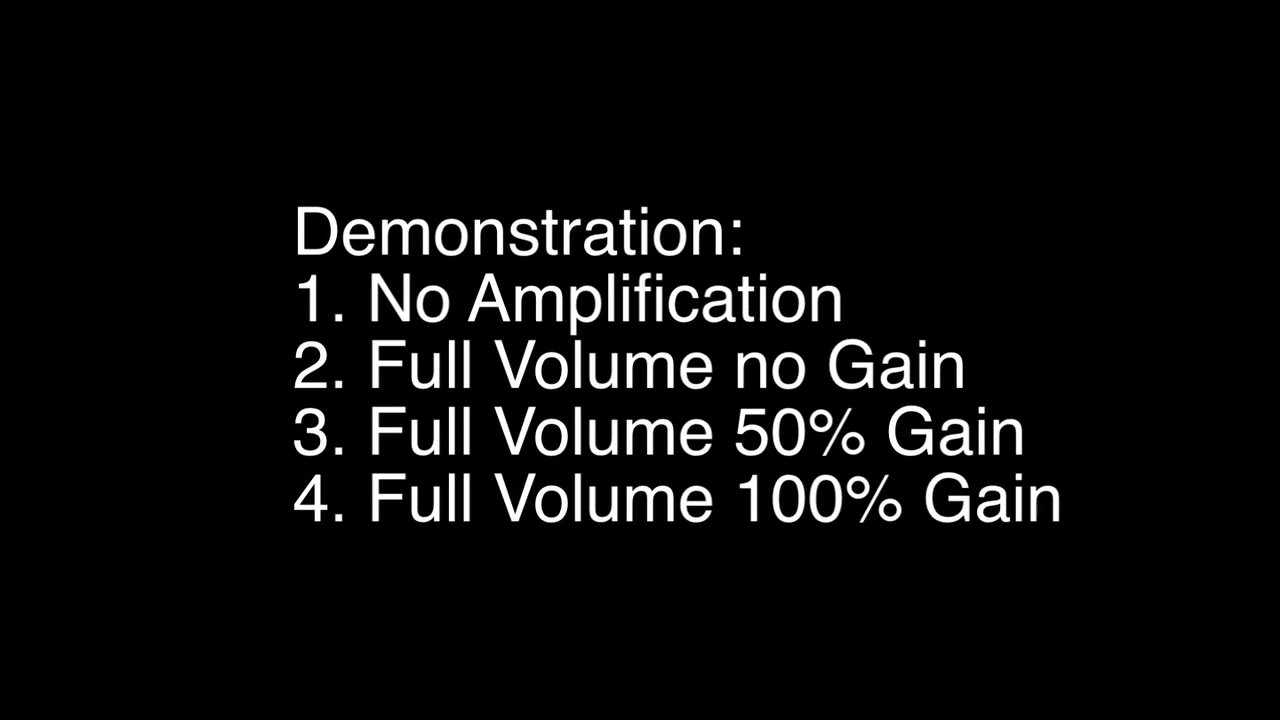 Demonstration:
1. No Amplification
2. Full Volume no Gain
3. Full Volume 50% Gain
4. Full Volume 100% Gain